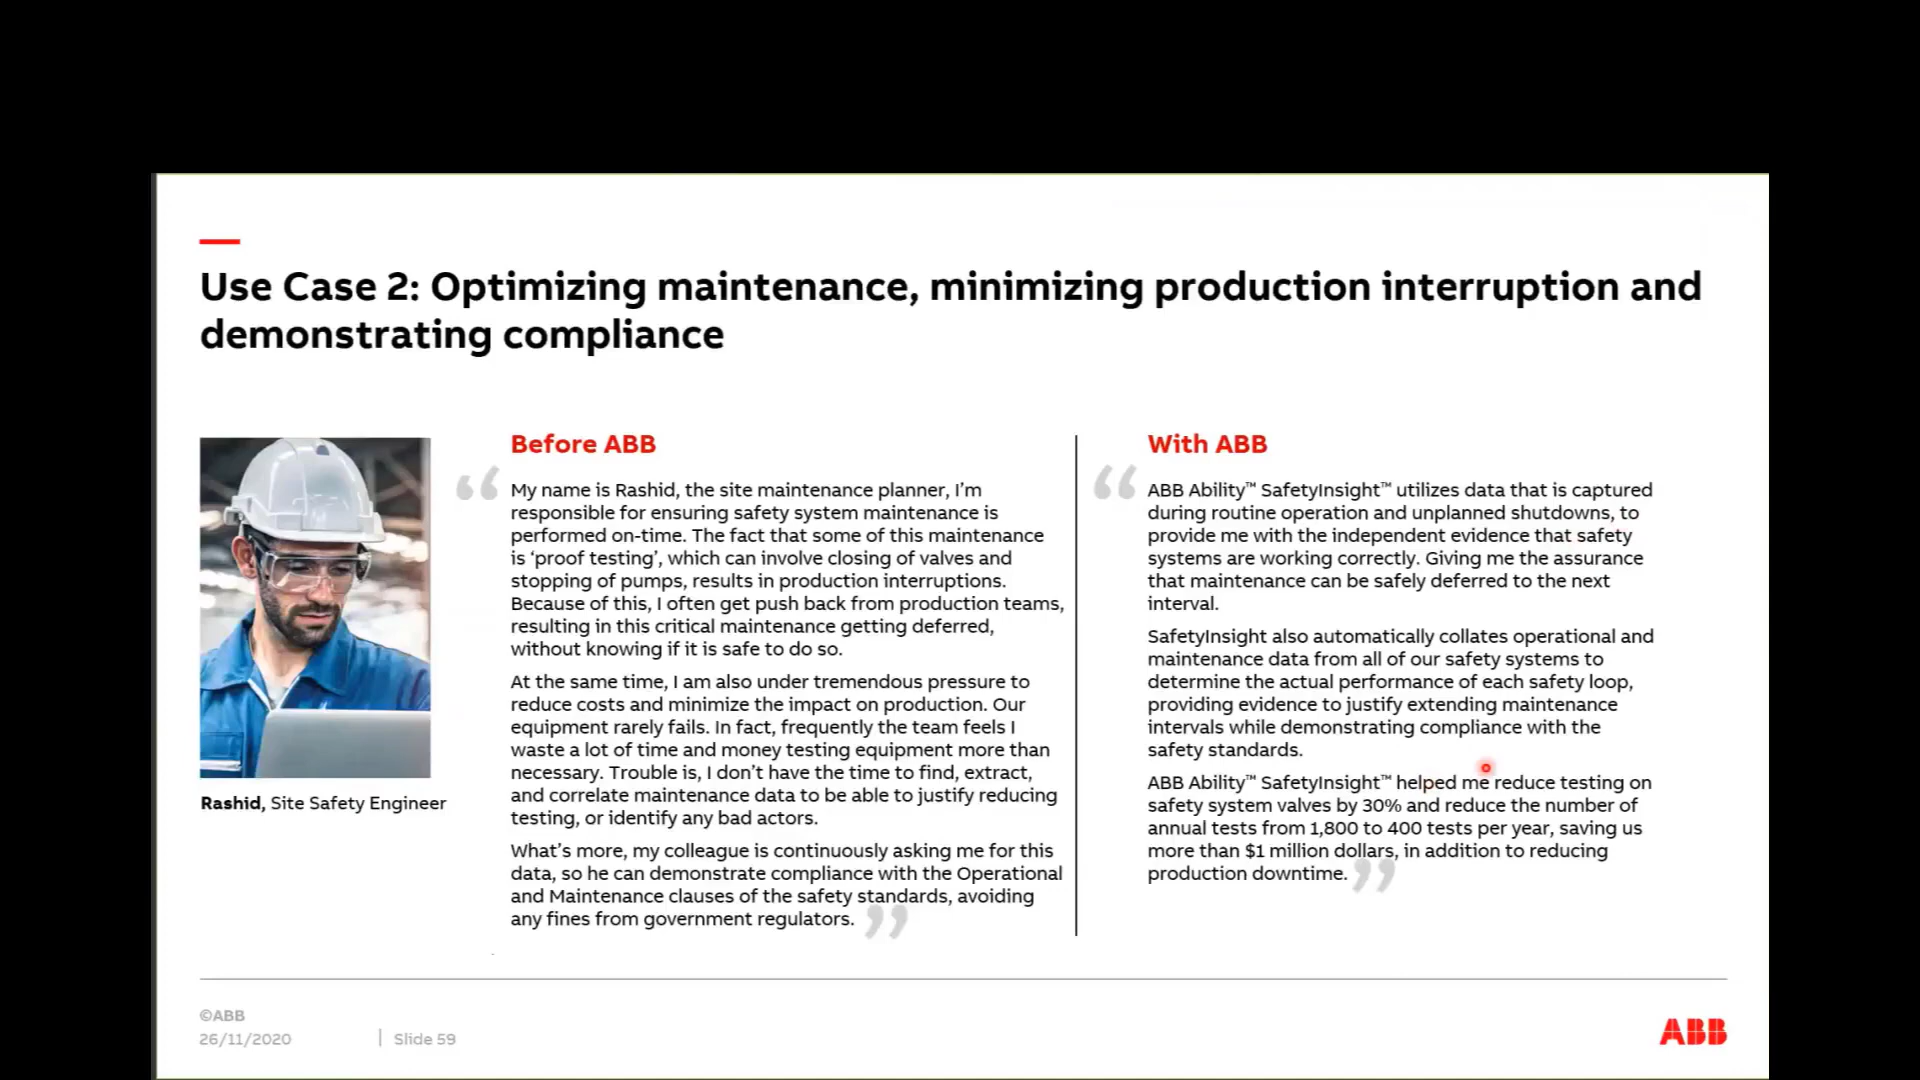 Use Case 2: Optimizing maintenance, minimizing production interruption and
demonstrating compliance
Rashid, Site Safety Engineer
Before ABB
“
My name is Rashid, the site maintenance planner, I’m
responsible for ensuring safety system maintenance is
performed on-time. The fact that some of this maintenance
is ‘proof testing’, which can involve closing of valves and
stopping of pumps, results in production interruptions.
Because of this, I often get push back from production teams,
resulting in this critical maintenance getting deferred,
without knowing if it is safe to do so.
At the same time, I am also under tremendous pressure to
reduce costs and minimize the impact on production. Our
equipment rarely fails. In fact, frequently the team feels I
waste a lot of time and money testing equipment more than
necessary. Trouble is, I don’t have the time to find, extract,
and correlate maintenance data to be able to justify reducing
testing, or identify any bad actors.
What’s more, my colleague is continuously asking me for this
data, so he can demonstrate compliance with the Operational
and Maintenance clauses of the safety standards, avoiding
any fines from government regulators. ”
With ABB
“
ABB Ability™ SafetyInsight™ utilizes data that is captured
during routine operation and unplanned shutdowns, to
provide me with the independent evidence that safety
systems are working correctly. Giving me the assurance
that maintenance can be safely deferred to the next
interval.
SafetyInsight also automatically collates operational and
maintenance data from all of our safety systems to
determine the actual performance of each safety loop,
providing evidence to justify extending maintenance
intervals while demonstrating compliance with the
safety standards.
ABB Ability™ SafetyInsight™ helped me reduce testing on
safety system valves by 30% and reduce the number of
annual tests from 1,800 to 400 tests per year, saving us
more than $1 million dollars, in addition to reducing
production downtime. ”
©ABB
26/11/2020 | Slide 59
ABB